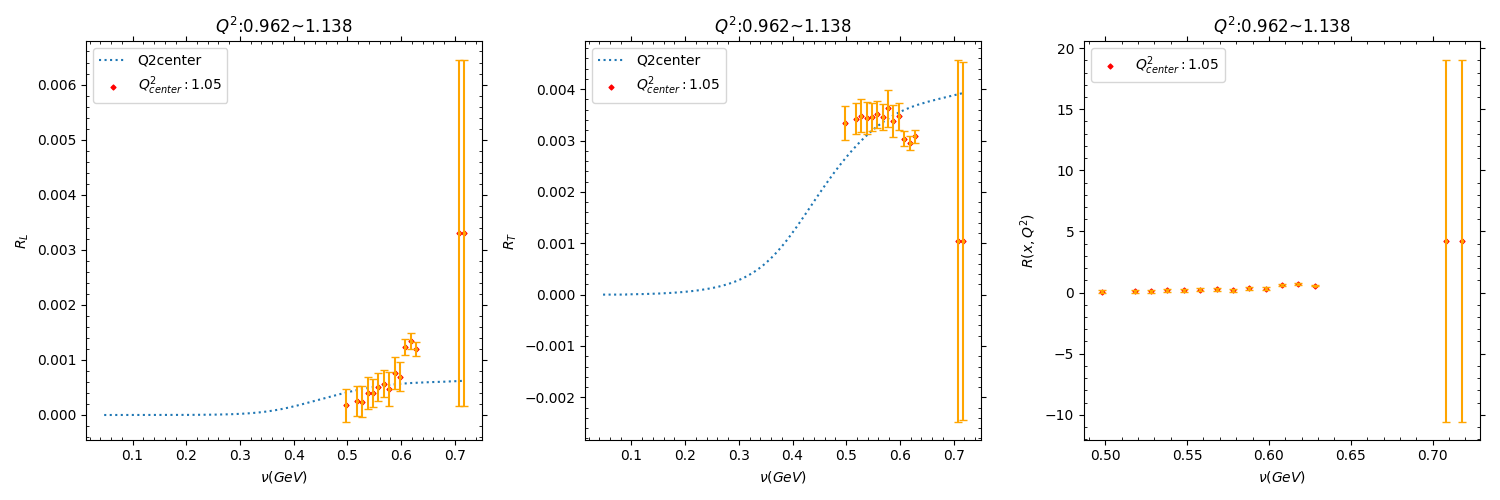 Q²:0.962~1.138
Q2center
Q²center : 1.05
0.006
0.005
0.004
0.003
0.002
0.001
0.000
R_L
0.1 0.2 0.3 0.4 0.5 0.6 0.7
ν(GeV)
Q²:0.962~1.138
Q2center
Q²center : 1.05
0.004
0.003
0.002
0.001
0.000
−0.001
−0.002
R_T
0.1 0.2 0.3 0.4 0.5 0.6 0.7
ν(GeV)
Q²:0.962~1.138
Q²center : 1.05
20
15
10
5
0
−5
−10
R(x, Q²)
0.50 0.55 0.60 0.65 0.70
ν(GeV)